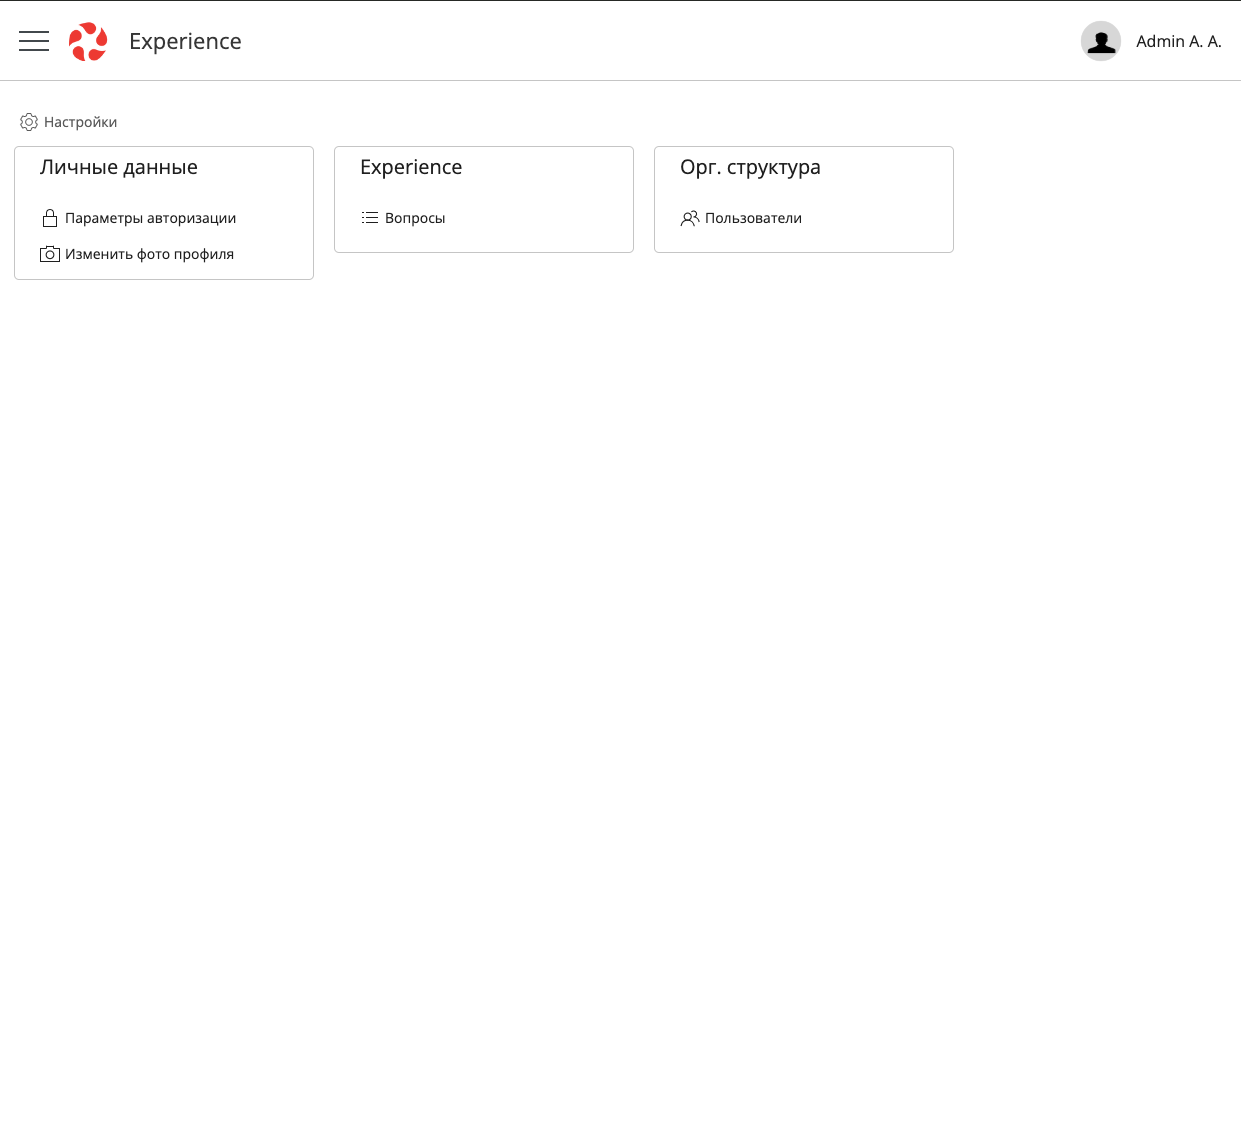 Experience
Admin A. A.
Настройки
Личные данные
Параметры авторизации
Изменить фото профиля
Experience
Вопросы
Орг. структура
Пользователи